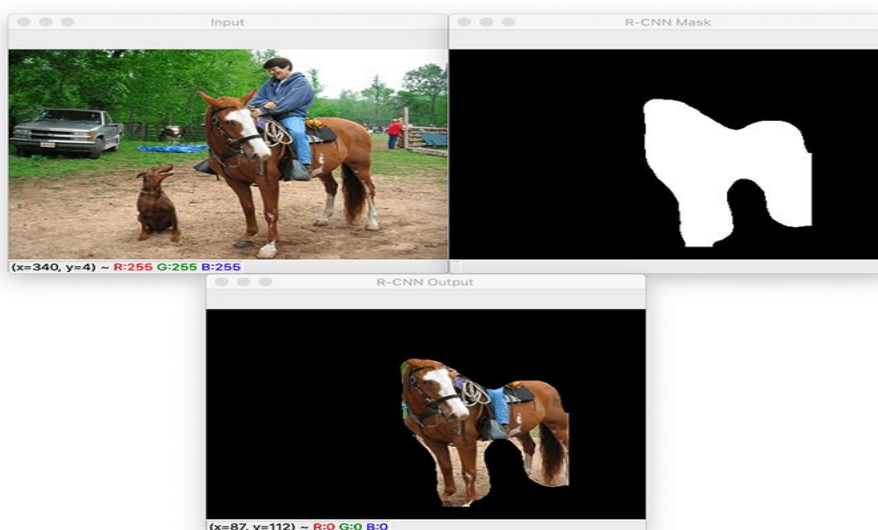 Input
R-CNN Mask
(x=340, y=4) ~ R:255 G:255 B:255
R-CNN Output
(x=87, y=112) ~ R:0 G:0 B:0